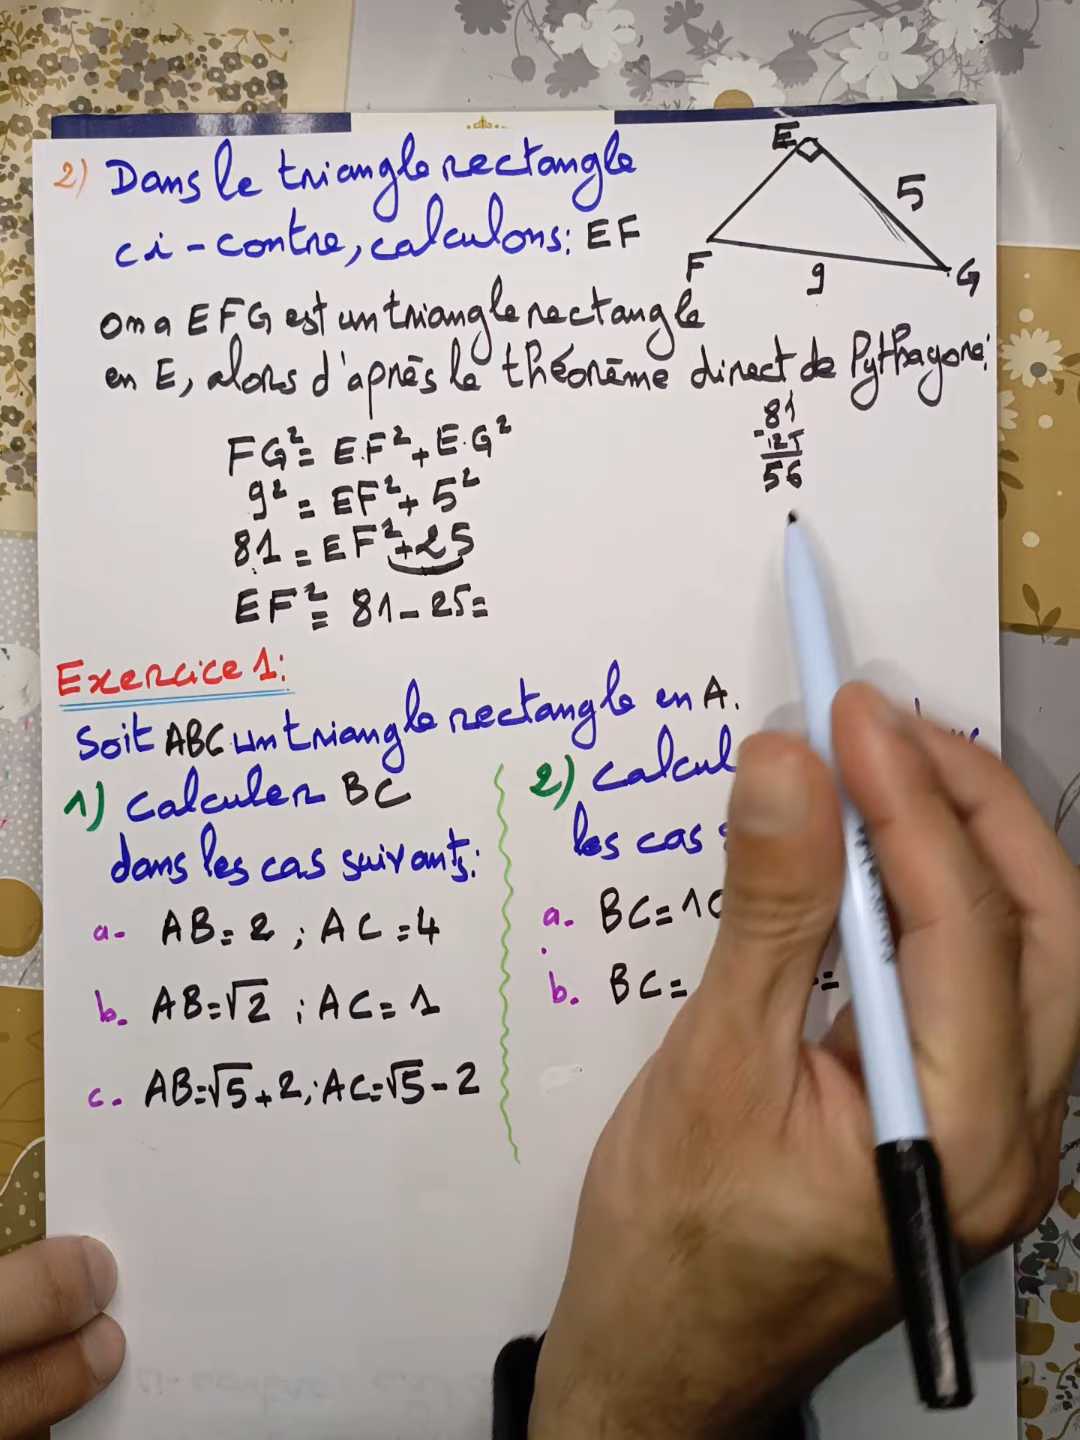 2) Dans le triangle rectangle
ci-contre, calculons: EF
E
5
F
9
G
on a EFG est un triangle rectangle
en E, alors d'après le théorème direct de Pythagore:
FG² = EF² + EG²
9² = EF² + 5²
81 = EF² + 25
EF² = 81 - 25 =
81
- 25
56
Exercice 1:
Soit ABC un triangle rectangle en A.
1) Calculer BC
dans les cas suivants:
a- AB = 2 ; AC = 4
b. AB = √2 ; AC = 1
c. AB = √5 + 2 ; AC = √5 - 2
2)
les cas
a. BC =
b. BC =